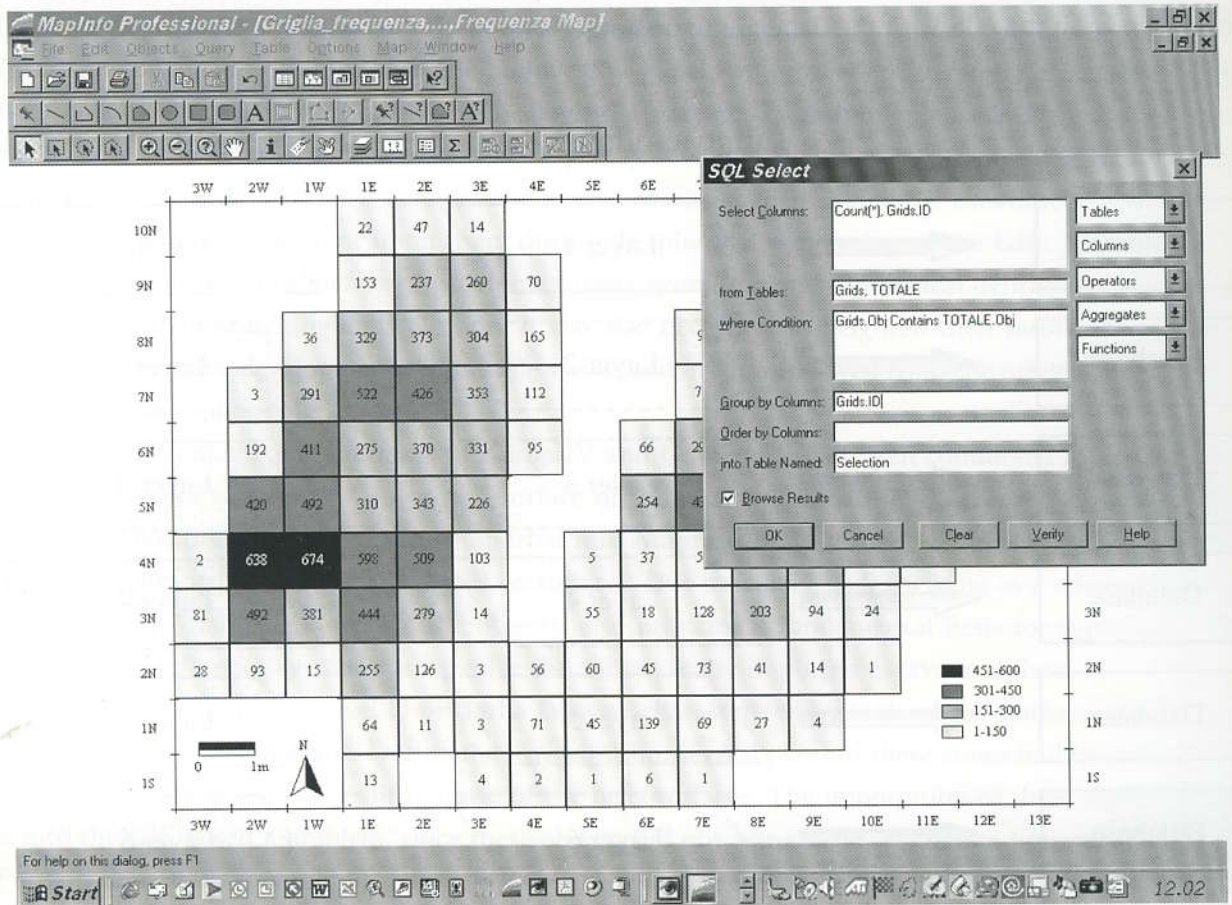 MapInfo Professional - [Griglia_frequenza,...,Frequenza Map]
File Edit Objects Query Table Options Map Window Help
3W 2W 1W 1E 2E 3E 4E 5E 6E
10N 22 47 14
9N 153 237 260 70
8N 36 329 373 304 165
7N 3 291 522 426 353 112
6N 192 411 275 370 331 95 66
5N 420 492 310 343 226 254
4N 2 638 674 598 509 103 5 37
3N 81 492 381 444 279 14 55 18 128 203 94 24 3N
2N 28 93 15 255 126 3 56 60 45 73 41 14 1 2N
1N 64 11 3 71 45 139 69 27 4 1N
1S 13 4 2 1 6 1 1S
3W 2W 1W 1E 2E 3E 4E 5E 6E 7E 8E 9E 10E 11E 12E 13E
451-600
301-450
151-300
1-150
N
0 1m
SQL Select
Select Columns: Count(*), Grids.ID
from Tables: Grids, TOTALE
where Condition: Grids.Obj Contains TOTALE.Obj
Group by Columns: Grids.ID
Order by Columns:
into Table Named: Selection
Browse Results
Tables
Columns
Operators
Aggregates
Functions
OK Cancel Clear Verify Help
For help on this dialog, press F1
Start 12.02